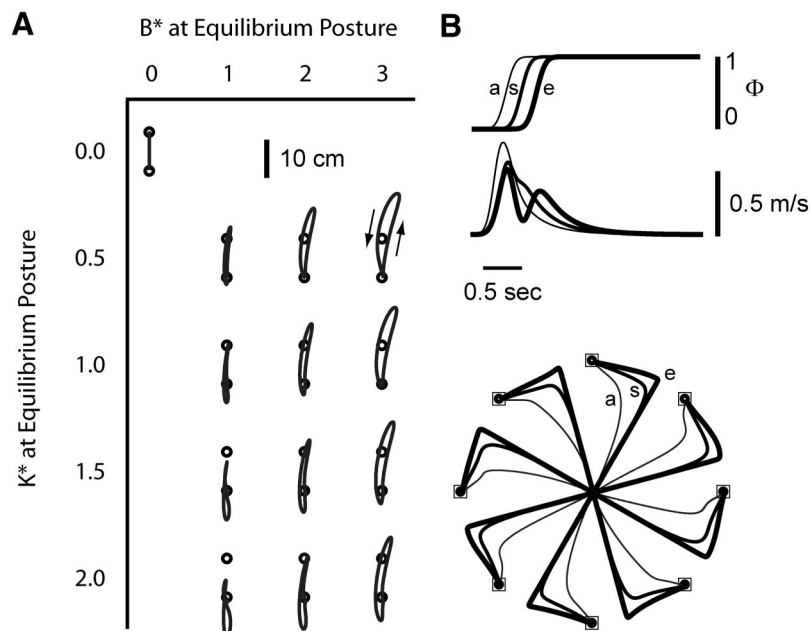 A
B* at Equilibrium Posture
0 1 2 3
K* at Equilibrium Posture
0.0
10 cm
0.5
1.0
1.5
2.0
B
a s e
1
Φ
0
0.5 m/s
0.5 sec
a s e